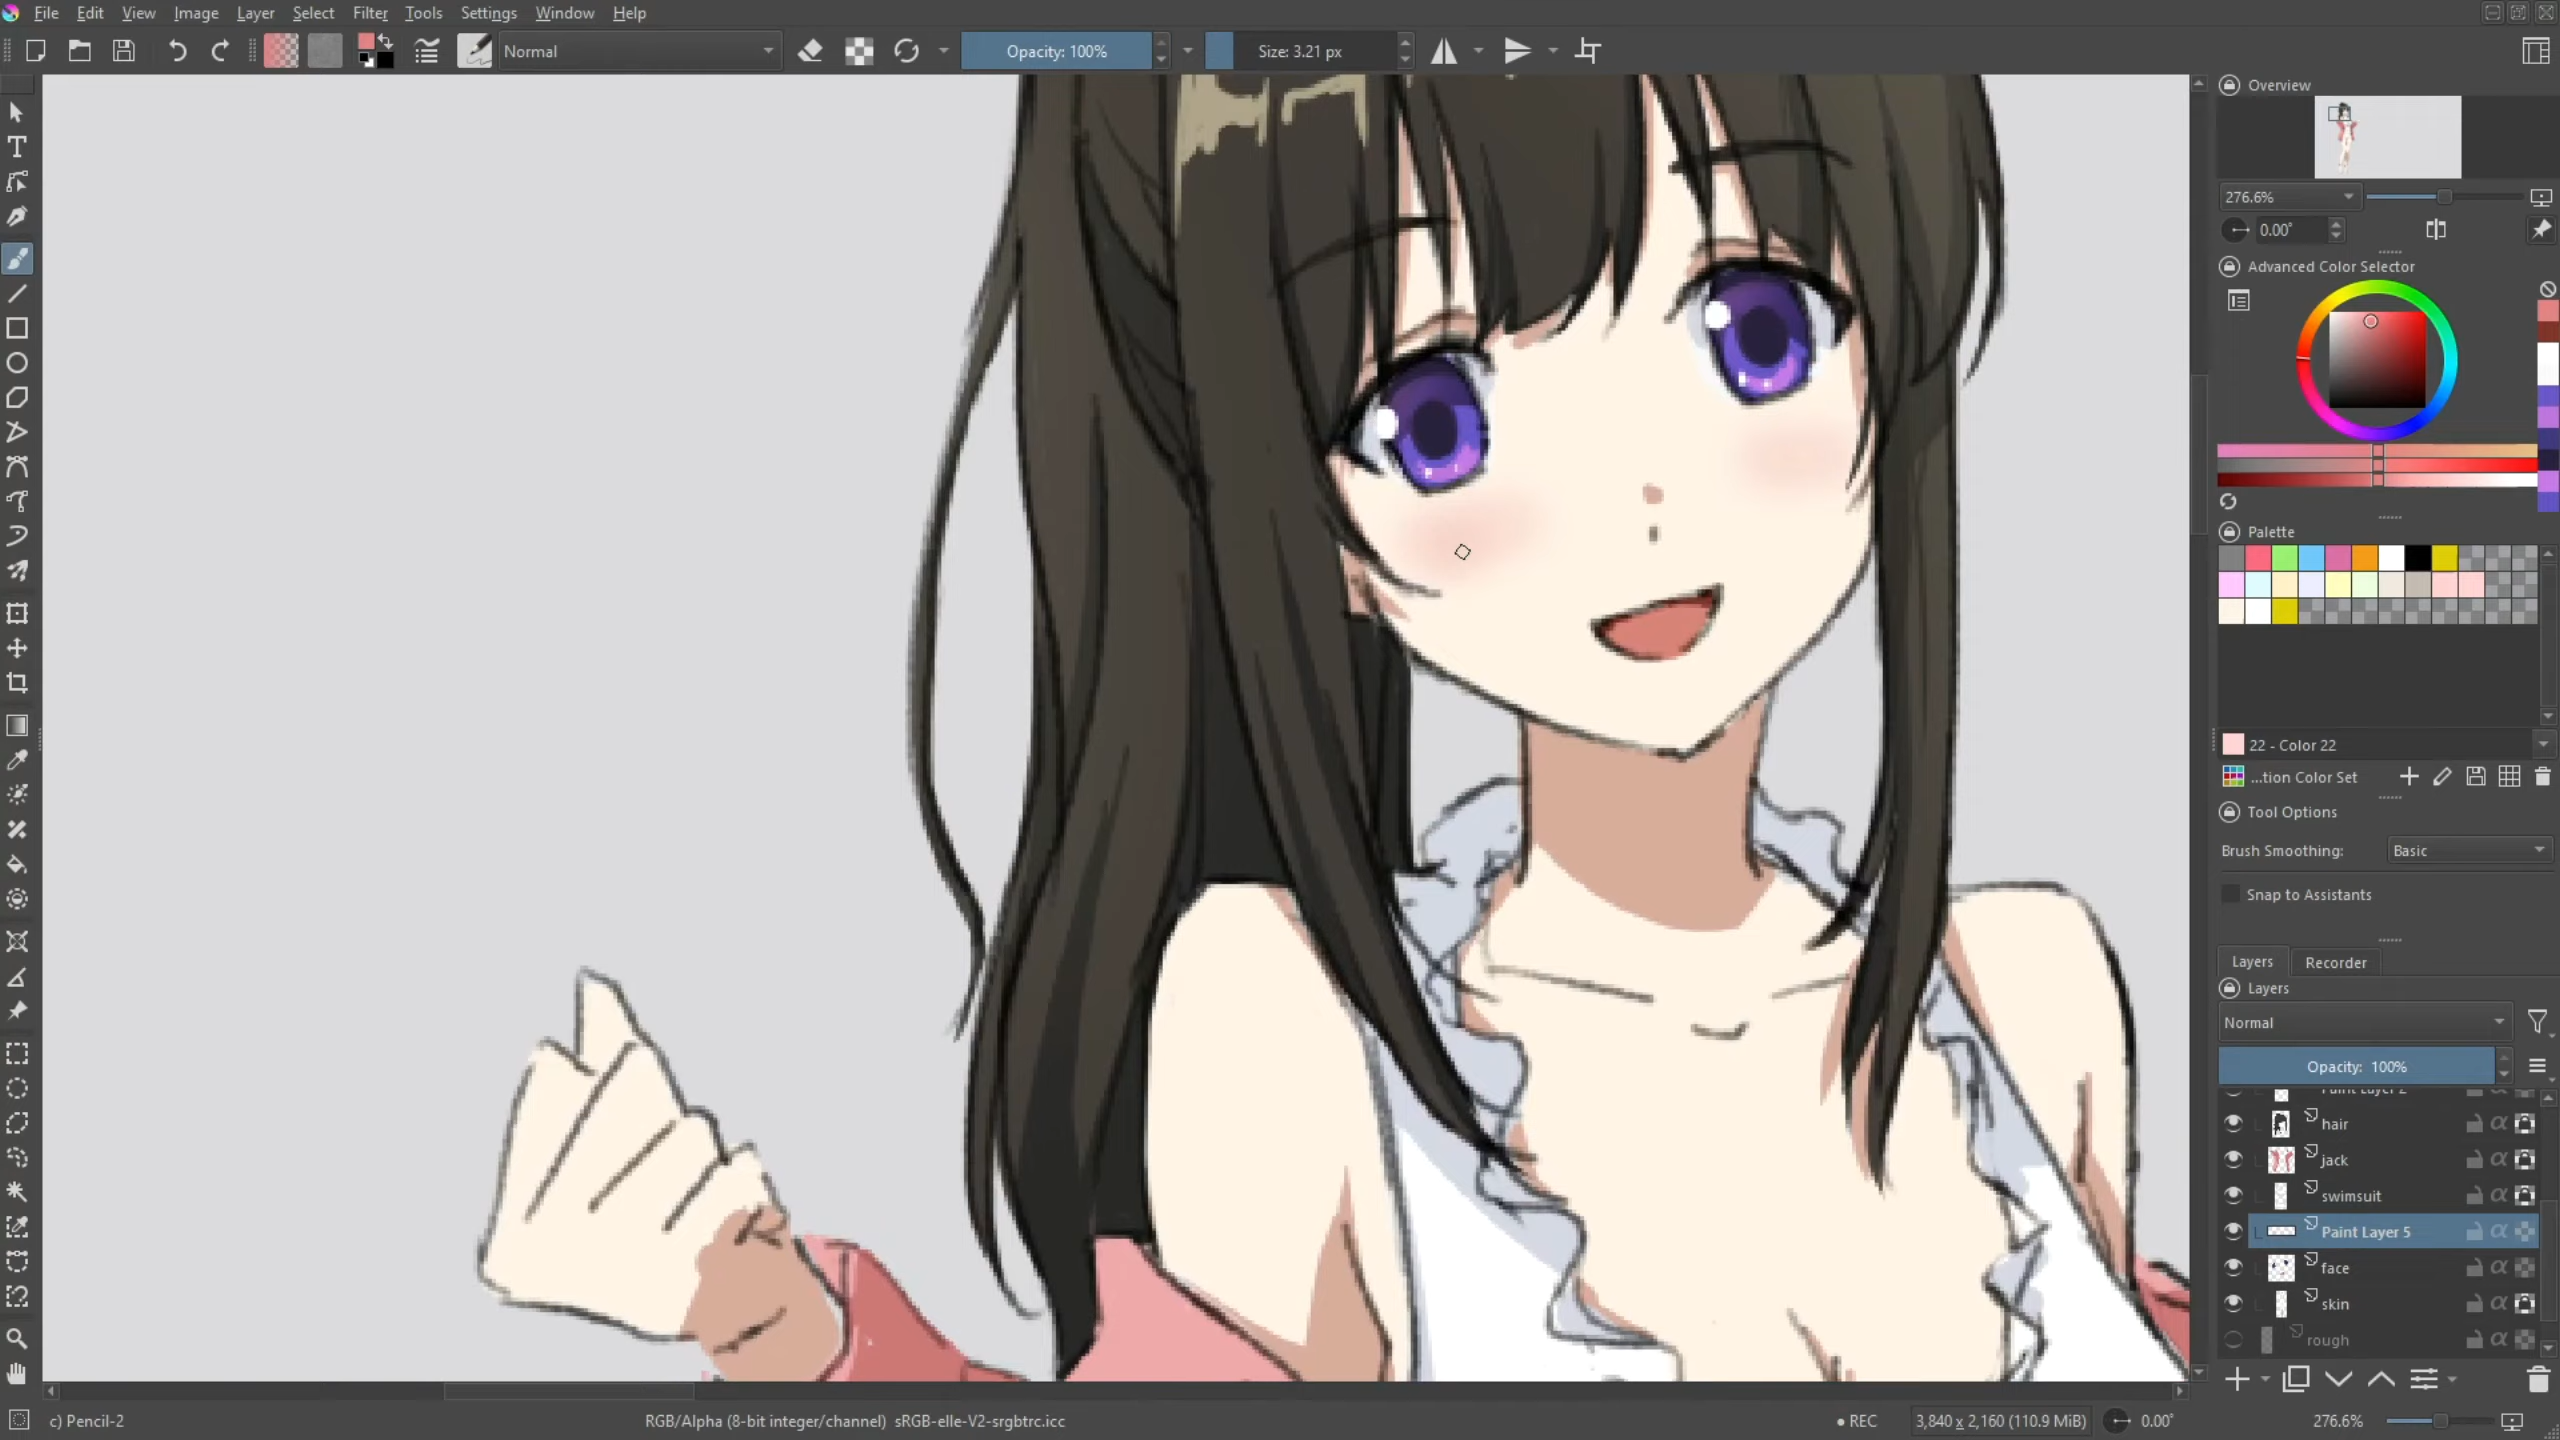 File Edit View Image Layer Select Filter Tools Settings Window Help
Normal
Opacity: 100%
Size: 3.21 px
Overview
276.6%
0.00°
Advanced Color Selector
Palette
22 - Color 22
...tion Color Set
Tool Options
Brush Smoothing: Basic
Snap to Assistants
Layers Recorder
Layers
Normal
Opacity: 100%
Paint Layer 2
hair
jack
swimsuit
Paint Layer 5
face
skin
rough
c) Pencil-2
RGB/Alpha (8-bit integer/channel) sRGB-elle-V2-srgbtrc.icc
● REC
3,840 x 2,160 (110.9 MiB)
0.00°
276.6%